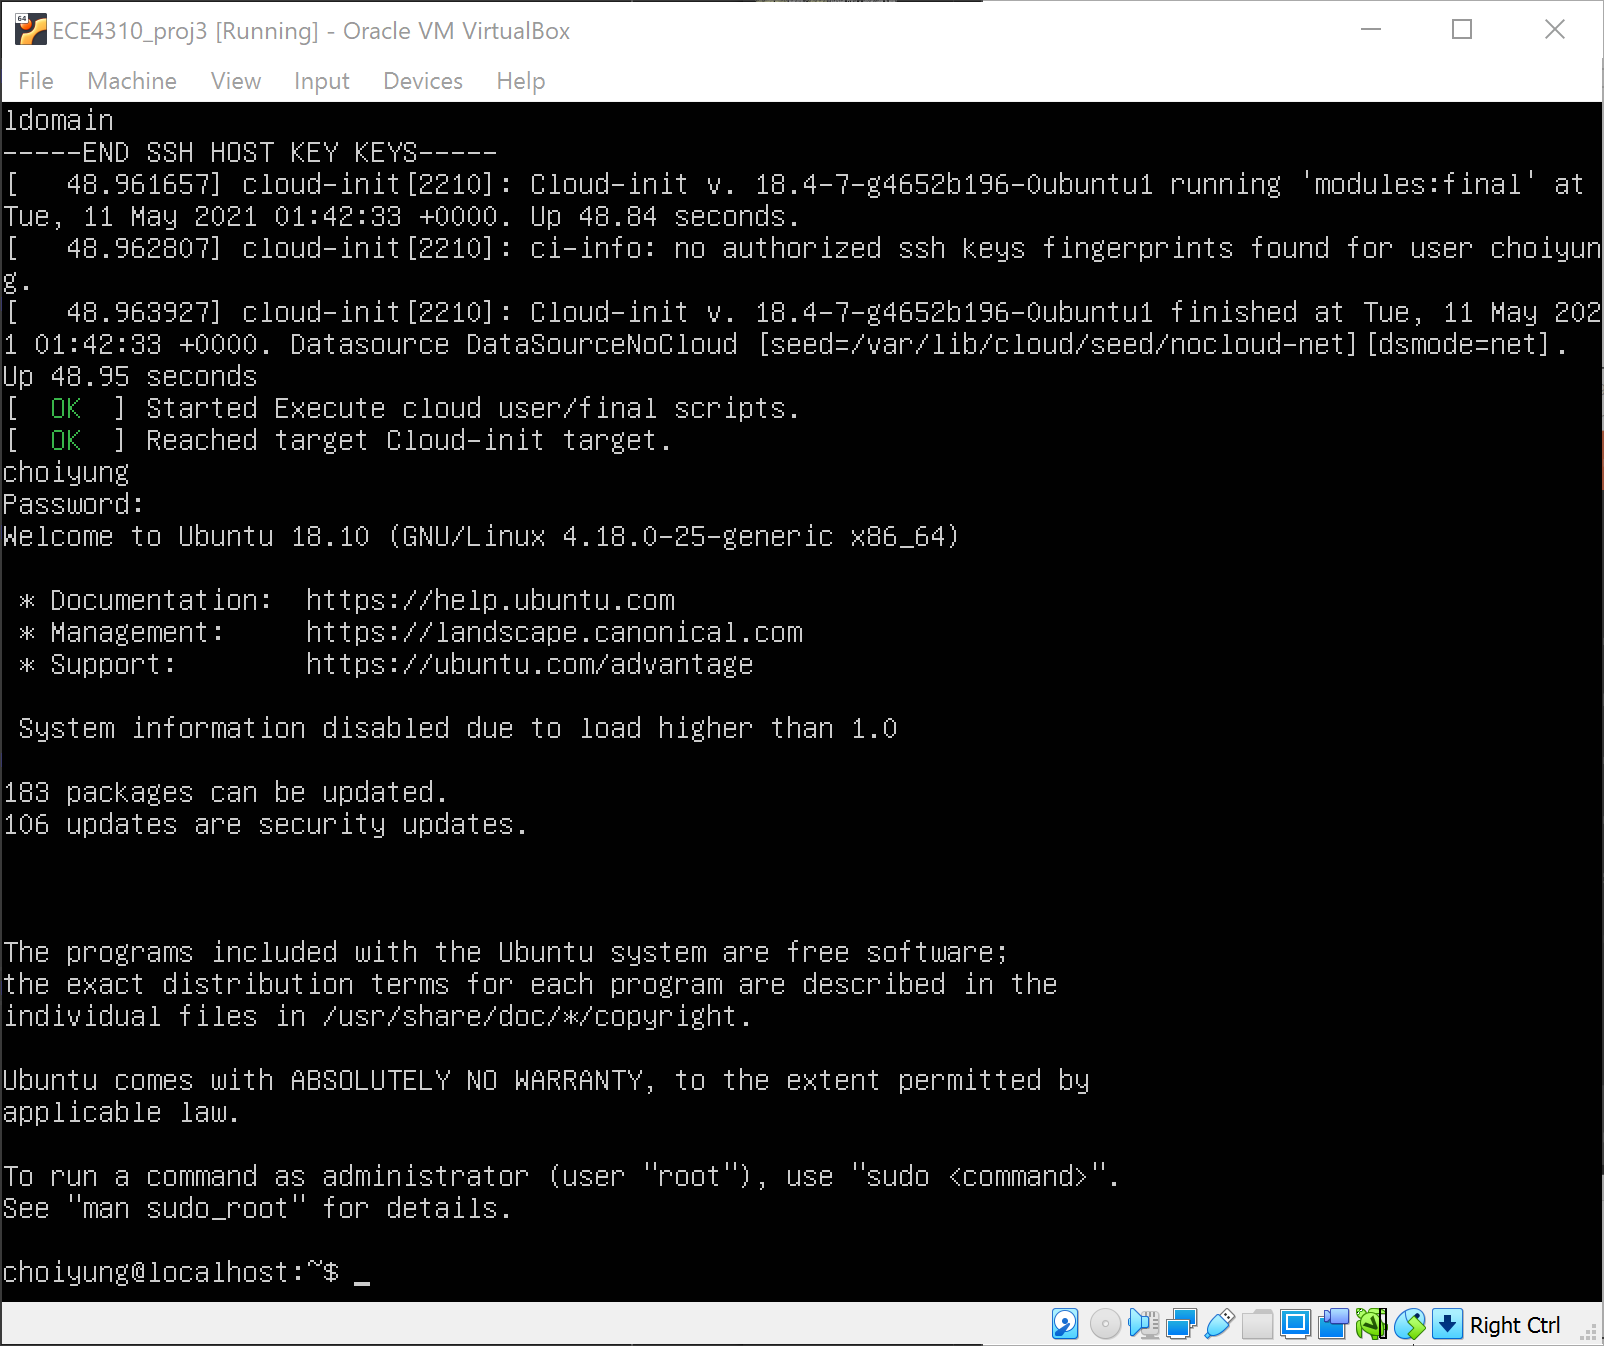 64
ECE4310_proj3 [Running] - Oracle VM VirtualBox
File Machine View Input Devices Help
ldomain
-----END SSH HOST KEY KEYS-----
[   48.961657] cloud-init[2210]: Cloud-init v. 18.4-7-g4652b196-0ubuntu1 running 'modules:final' at
Tue, 11 May 2021 01:42:33 +0000. Up 48.84 seconds.
[   48.962807] cloud-init[2210]: ci-info: no authorized ssh keys fingerprints found for user choiyun
g.
[   48.963927] cloud-init[2210]: Cloud-init v. 18.4-7-g4652b196-0ubuntu1 finished at Tue, 11 May 202
1 01:42:33 +0000. Datasource DataSourceNoCloud [seed=/var/lib/cloud/seed/nocloud-net][dsmode=net].
Up 48.95 seconds
[  OK  ] Started Execute cloud user/final scripts.
[  OK  ] Reached target Cloud-init target.
choiyung
Password:
Welcome to Ubuntu 18.10 (GNU/Linux 4.18.0-25-generic x86_64)
 * Documentation:  https://help.ubuntu.com
 * Management:     https://landscape.canonical.com
 * Support:        https://ubuntu.com/advantage
 System information disabled due to load higher than 1.0
183 packages can be updated.
106 updates are security updates.
The programs included with the Ubuntu system are free software;
the exact distribution terms for each program are described in the
individual files in /usr/share/doc/*/copyright.
Ubuntu comes with ABSOLUTELY NO WARRANTY, to the extent permitted by
applicable law.
To run a command as administrator (user "root"), use "sudo <command>".
See "man sudo_root" for details.
choiyung@localhost:~$ _
Right Ctrl